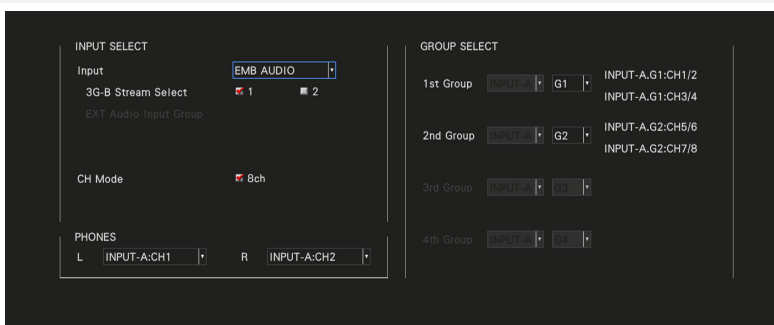 INPUT SELECT
Input EMB AUDIO
3G-B Stream Select 1 2
EXT Audio Input Group
CH Mode 8ch
PHONES
L INPUT-A:CH1 R INPUT-A:CH2
GROUP SELECT
1st Group INPUT-A G1 INPUT-A.G1:CH1/2
INPUT-A.G1:CH3/4
2nd Group INPUT-A G2 INPUT-A.G2:CH5/6
INPUT-A.G2:CH7/8
3rd Group INPUT-A G3
4th Group INPUT-A G4